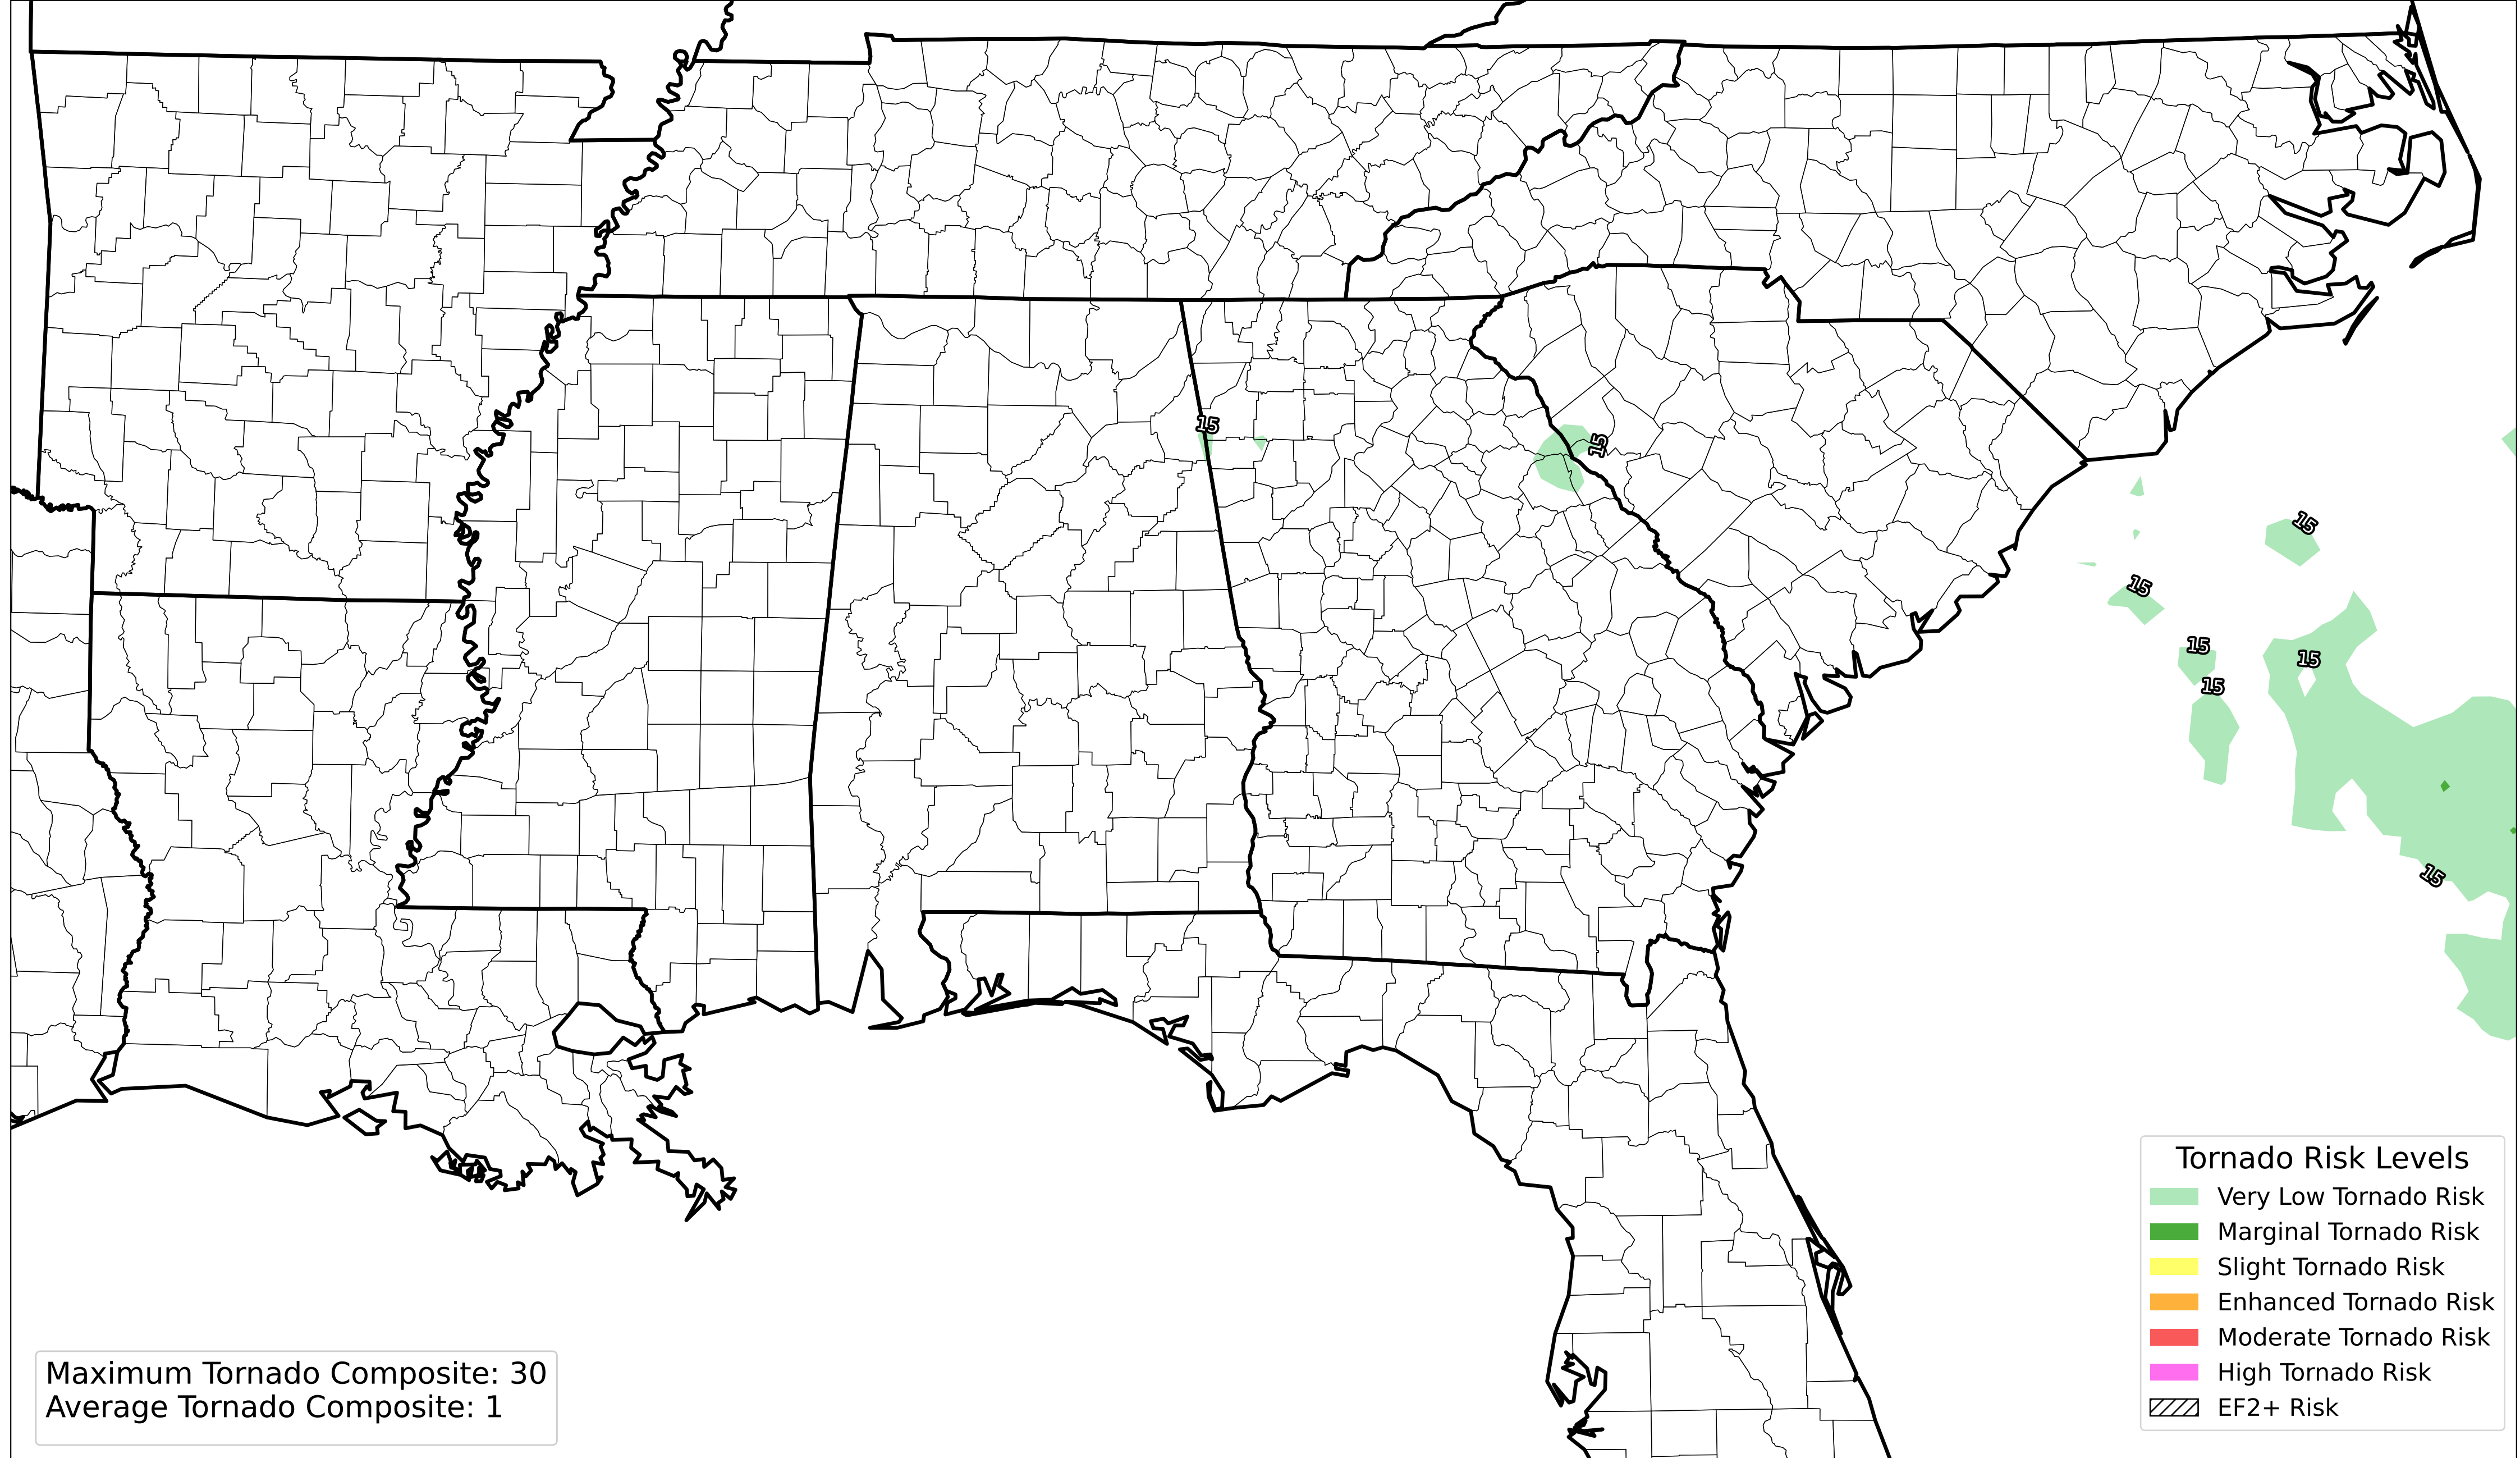 15
15
15
15
15
15
15
15
Tornado Risk Levels
Very Low Tornado Risk
Marginal Tornado Risk
Slight Tornado Risk
Enhanced Tornado Risk
Moderate Tornado Risk
High Tornado Risk
EF2+ Risk
Maximum Tornado Composite: 30
Average Tornado Composite: 1